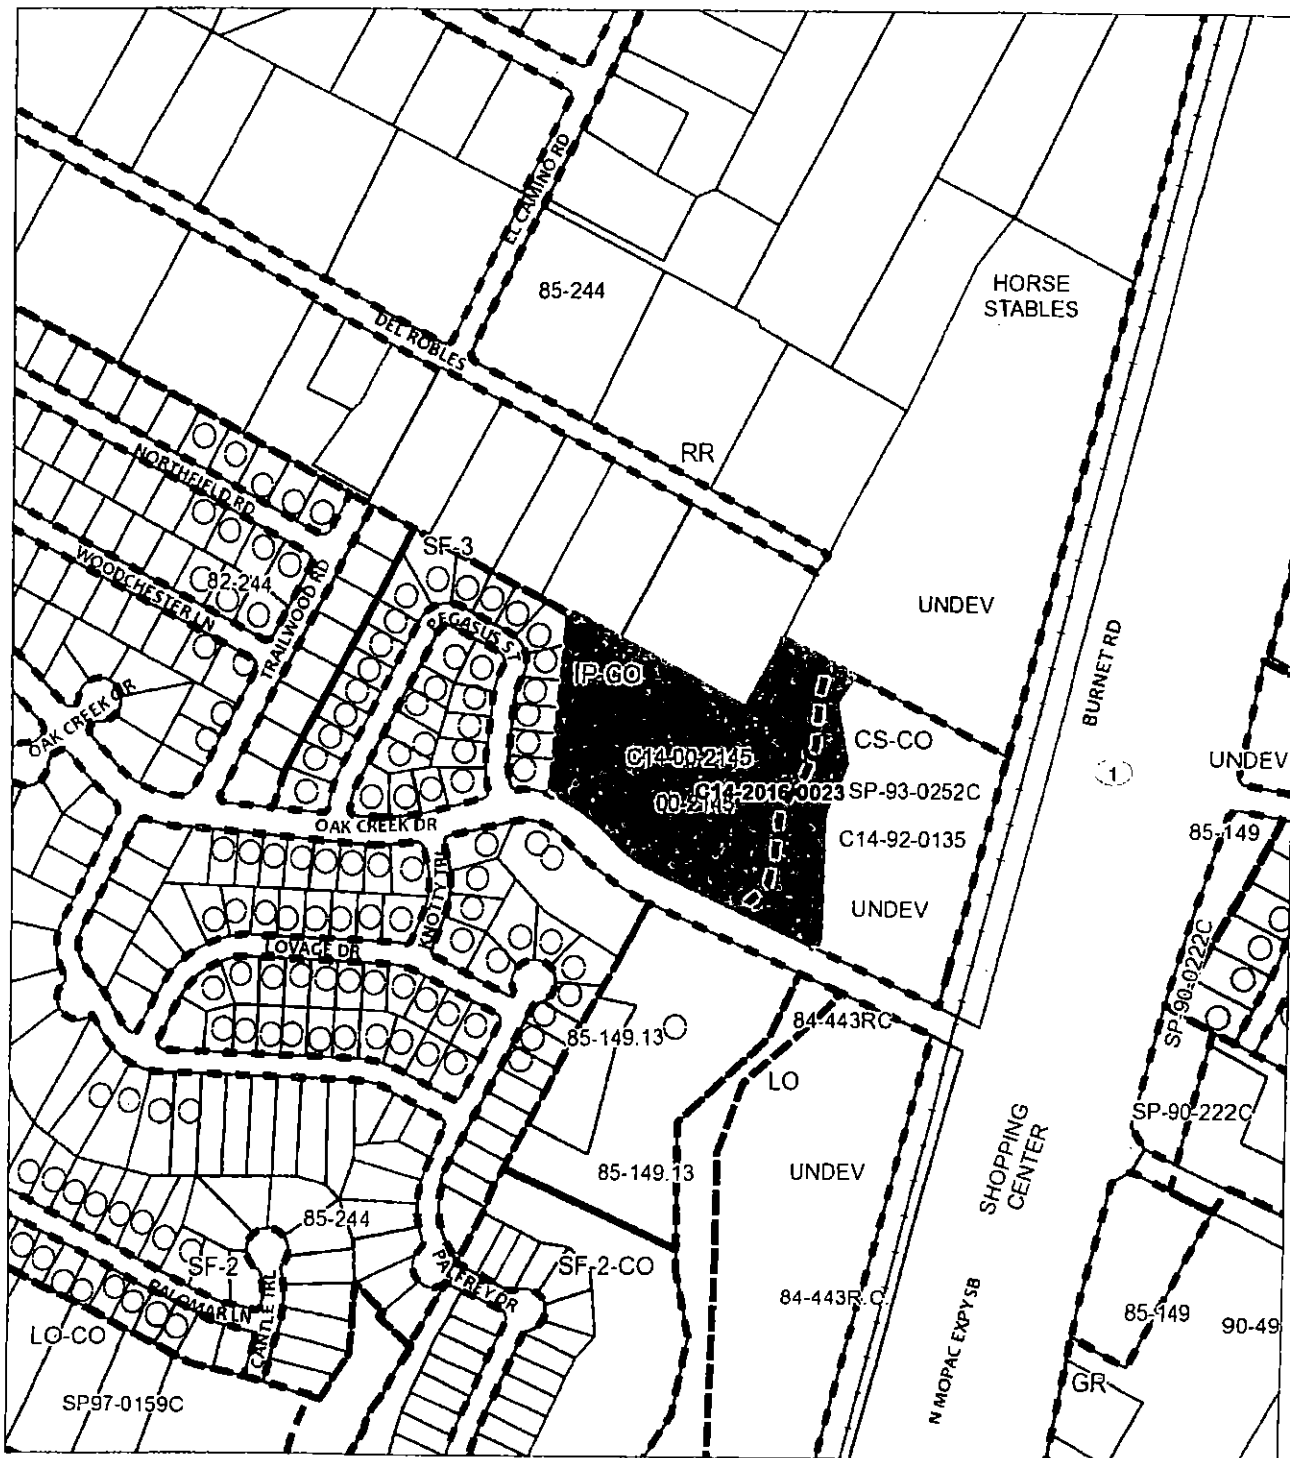 EL CAMINO RD
85-244
HORSE
STABLES
DEL ROBLES
RR
NORTHFIELD RD
SF-3
WOODCHESTER LN
82-244
TRAILWOOD RD
PEGASUS ST
UNDEV
BURNET RD
IP-GO
OAK CREEK CIR
CS-CO
C14-00-2145
1
UNDEV
C14-2016-0023
SP-93-0252C
00-2145
OAK CREEK DR
C14-92-0135
85-149
KNOTTY TRL
UNDEV
LOVAGE DR
SP-90-0222C
84-443RC
85-149.13
LO
SP-90-222C
SHOPPING
CENTER
85-149.13
UNDEV
85-244
SF-2
PALFREY DR
SF-2-CO
PALOMAR LN
CANTLE TRL
84-443R.C.
N MOPAC EXPY SB
85-149
90-49
LO-CO
GR
SP97-0159C